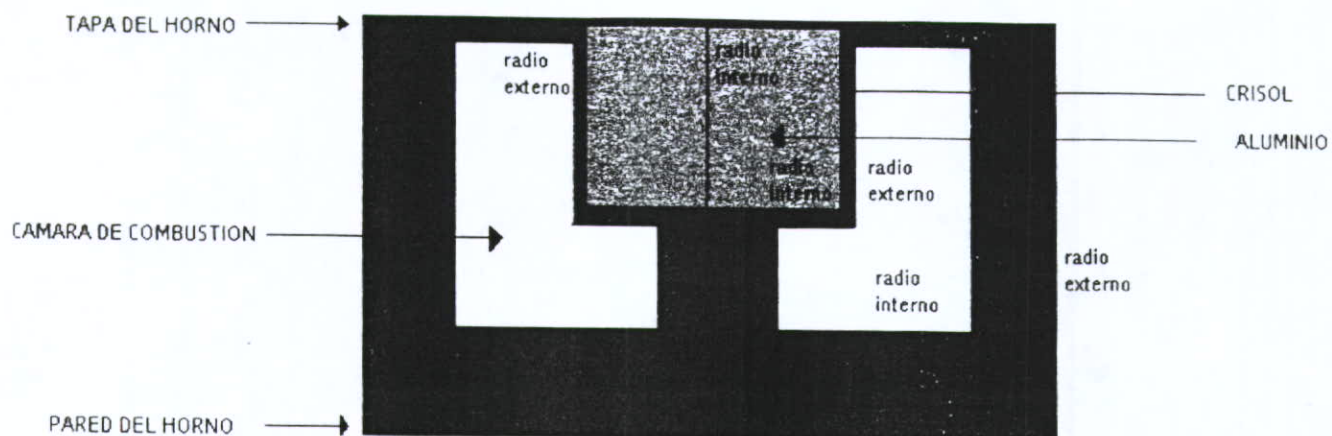 TAPA DEL HORNO
radio
externo
radio
interno
CRISOL
ALUMINIO
radio
interno
radio
externo
CAMARA DE COMBUSTION
radio
externo
radio
interno
PARED DEL HORNO